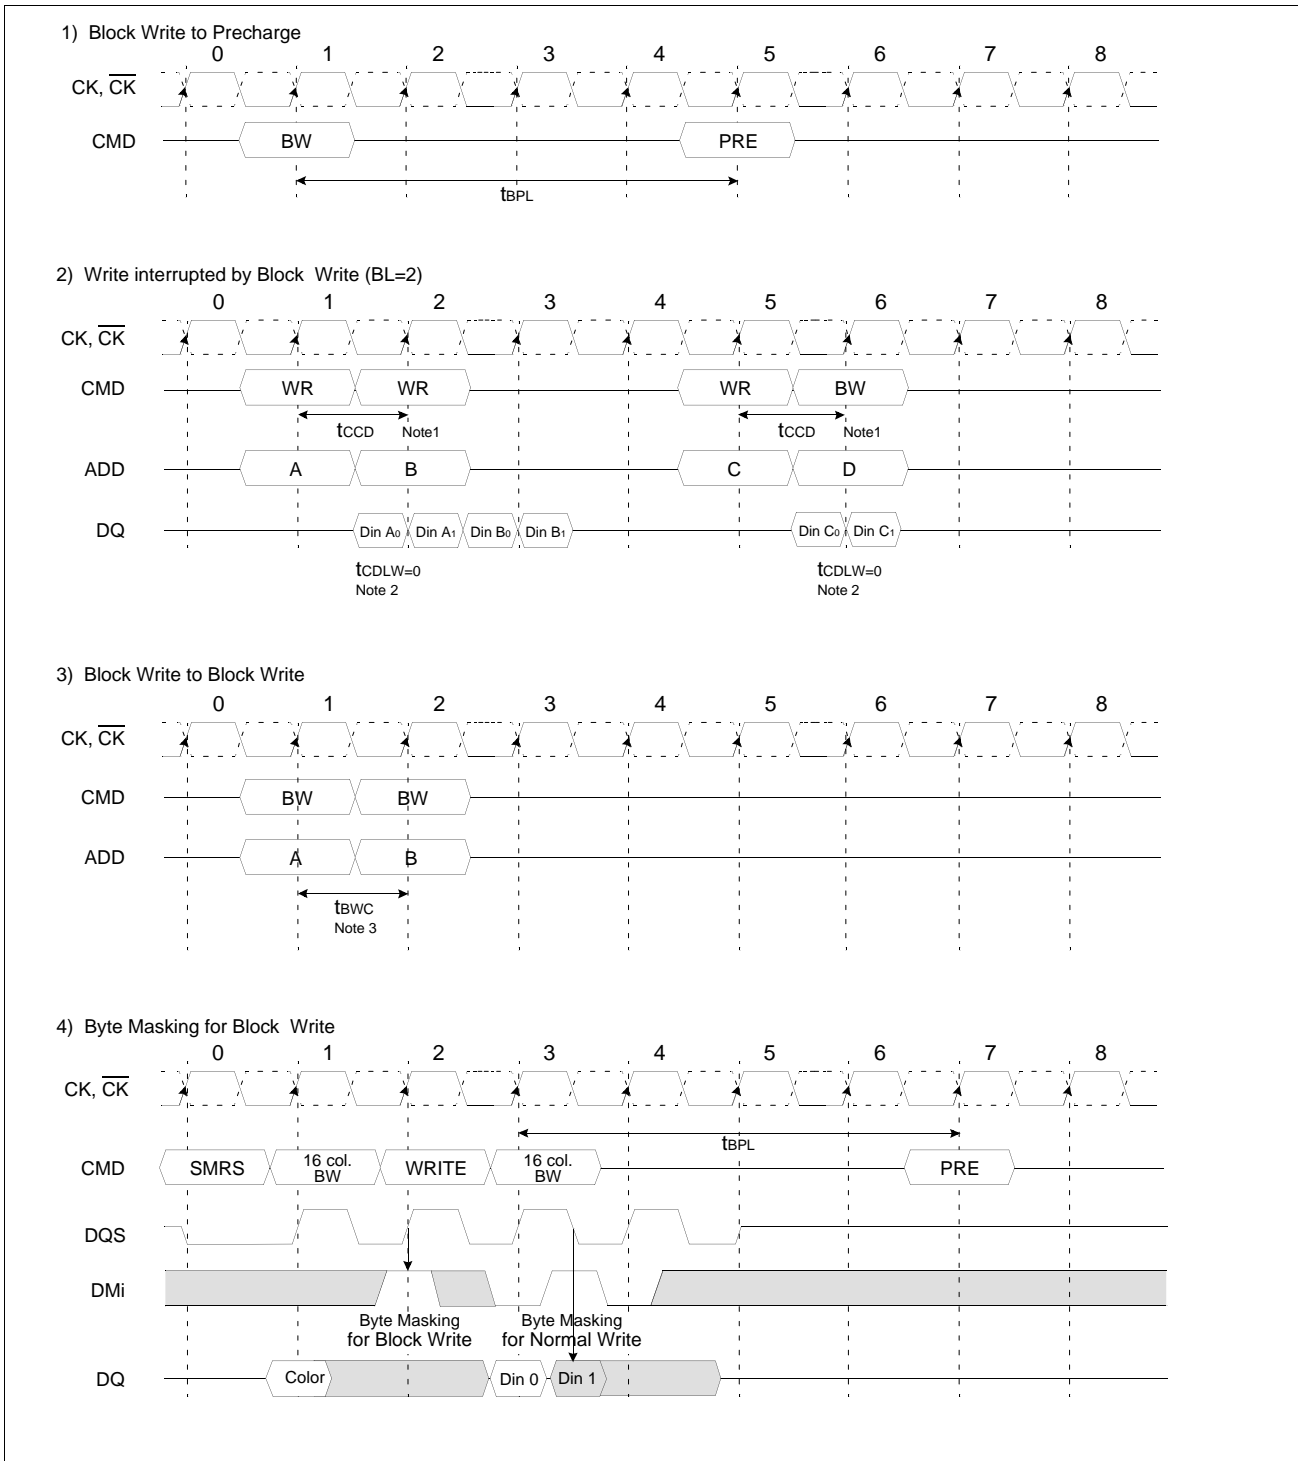 1) Block Write to Precharge
0 1 2 3 4 5 6 7 8
CK, CK
CMD BW PRE
tBPL
2) Write interrupted by Block Write (BL=2)
0 1 2 3 4 5 6 7 8
CK, CK
CMD WR WR WR BW
tCCD Note1 tCCD Note1
ADD A B C D
DQ Din A0 Din A1 Din B0 Din B1 Din C0 Din C1
tCDLW=0 tCDLW=0
Note 2 Note 2
3) Block Write to Block Write
0 1 2 3 4 5 6 7 8
CK, CK
CMD BW BW
ADD A B
tBWC
Note 3
4) Byte Masking for Block Write
0 1 2 3 4 5 6 7 8
CK, CK
tBPL
CMD SMRS 16 col. BW WRITE 16 col. BW PRE
DQS
DMi
Byte Masking Byte Masking
for Block Write for Normal Write
DQ Color Din 0 Din 1